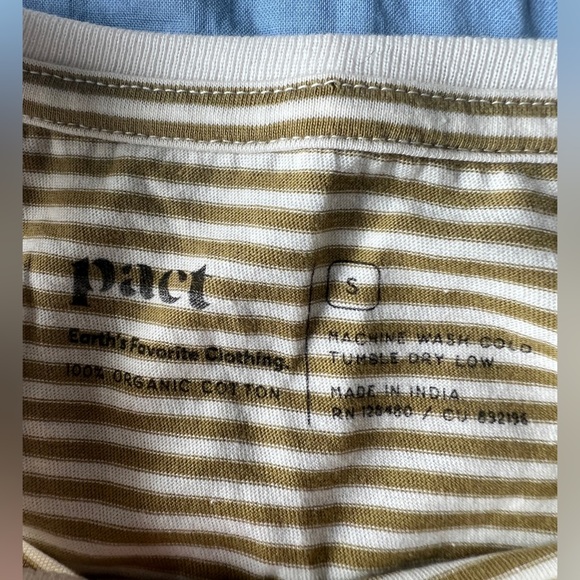 pact
Earth's Favorite Clothing.
100% ORGANIC COTTON
S
MACHINE WASH COLD.
TUMBLE DRY LOW.
MADE IN INDIA.
RN 128480 / CU 832196